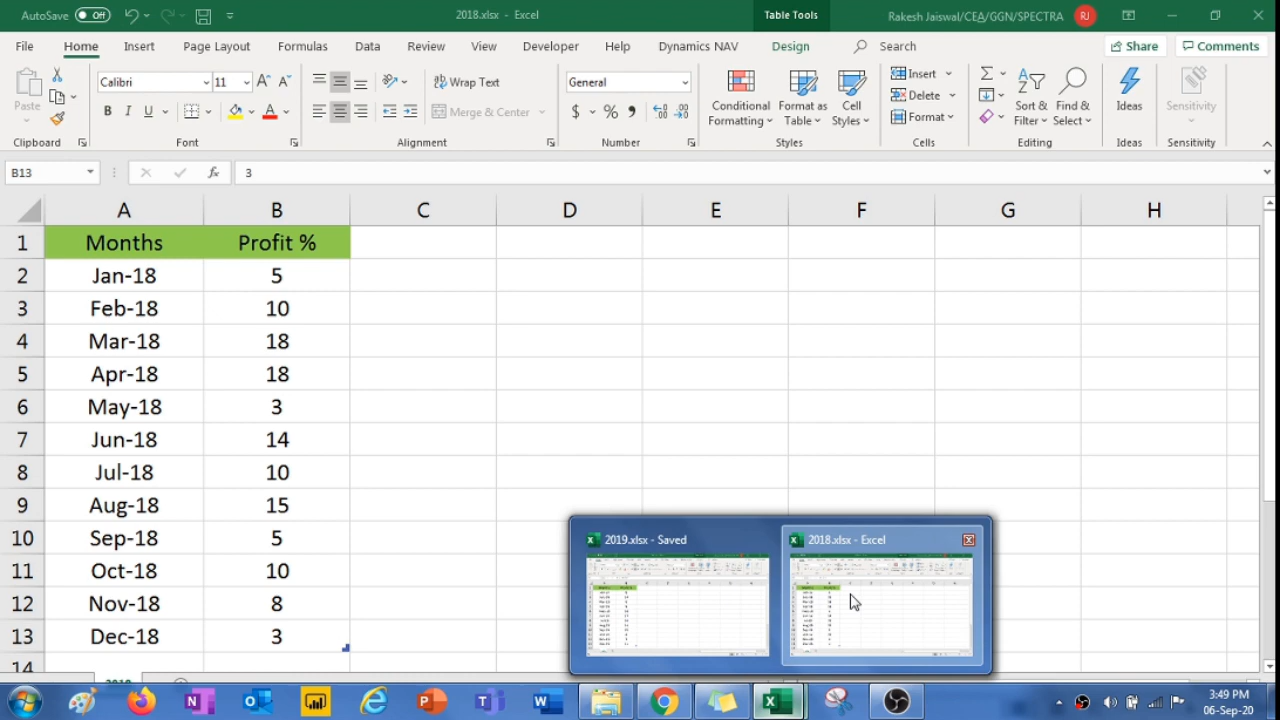 AutoSave Off 2018.xlsx - Excel Table Tools Rakesh Jaiswal/CEA/GGN/SPECTRA RJ
File Home Insert Page Layout Formulas Data Review View Developer Help Dynamics NAV Design Search Share Comments
Paste Calibri 11 A A Wrap Text General Conditional Formatting Format as Table Cell Styles Insert Sort & Filter Find & Select Ideas Sensitivity
Delete
B I U A Merge & Center $ % , Format
Clipboard Font Alignment Number Styles Cells Editing Ideas Sensitivity
B13 fx 3
A B C D E F G H
1 Months Profit %
2 Jan-18 5
3 Feb-18 10
4 Mar-18 18
5 Apr-18 18
6 May-18 3
7 Jun-18 14
8 Jul-18 10
9 Aug-18 15
10 Sep-18 5
11 Oct-18 10
12 Nov-18 8
13 Dec-18 3
14
2019.xlsx - Saved 2018.xlsx - Excel
3:49 PM
06-Sep-20